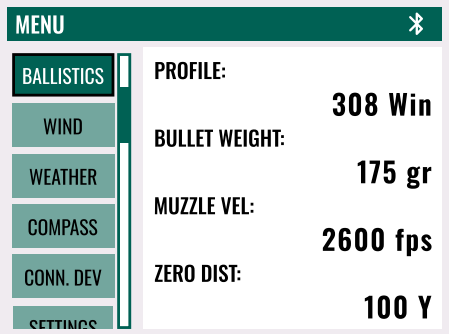 MENU
BALLISTICS
WIND
WEATHER
COMPASS
CONN. DEV
SETTINGS
PROFILE:
308 Win
BULLET WEIGHT:
175 gr
MUZZLE VEL:
2600 fps
ZERO DIST:
100 Y